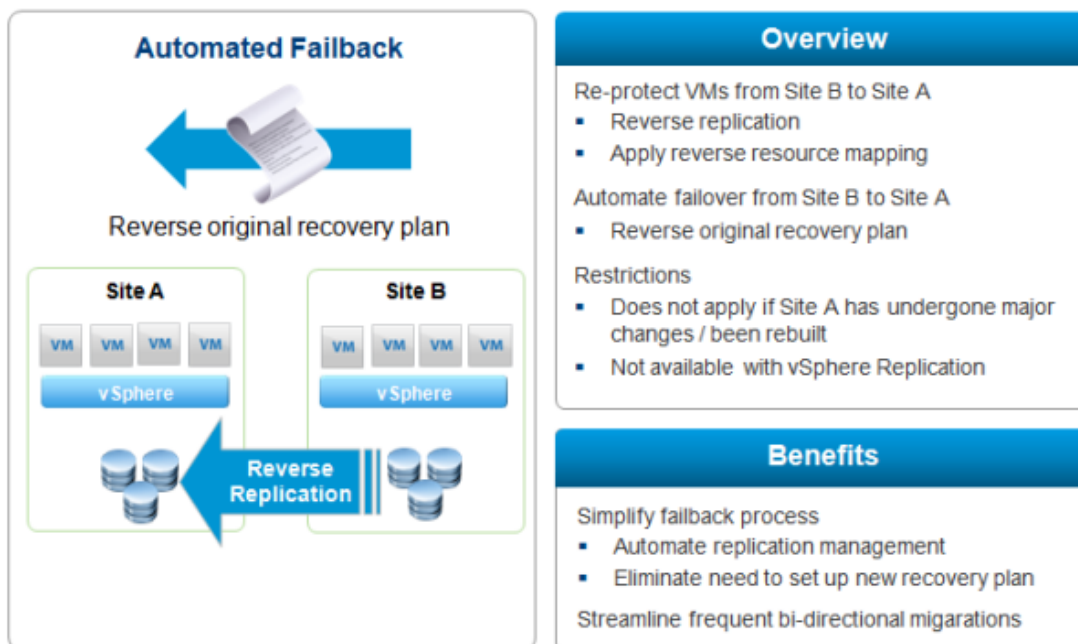 Automated Failback
Reverse original recovery plan
Site A
Site B
VM VM VM VM
VM VM VM VM
vSphere
vSphere
Reverse
Replication
Overview
Re-protect VMs from Site B to Site A
▪ Reverse replication
▪ Apply reverse resource mapping
Automate failover from Site B to Site A
▪ Reverse original recovery plan
Restrictions
▪ Does not apply if Site A has undergone major
changes / been rebuilt
▪ Not available with vSphere Replication
Benefits
Simplify failback process
▪ Automate replication management
▪ Eliminate need to set up new recovery plan
Streamline frequent bi-directional migarations